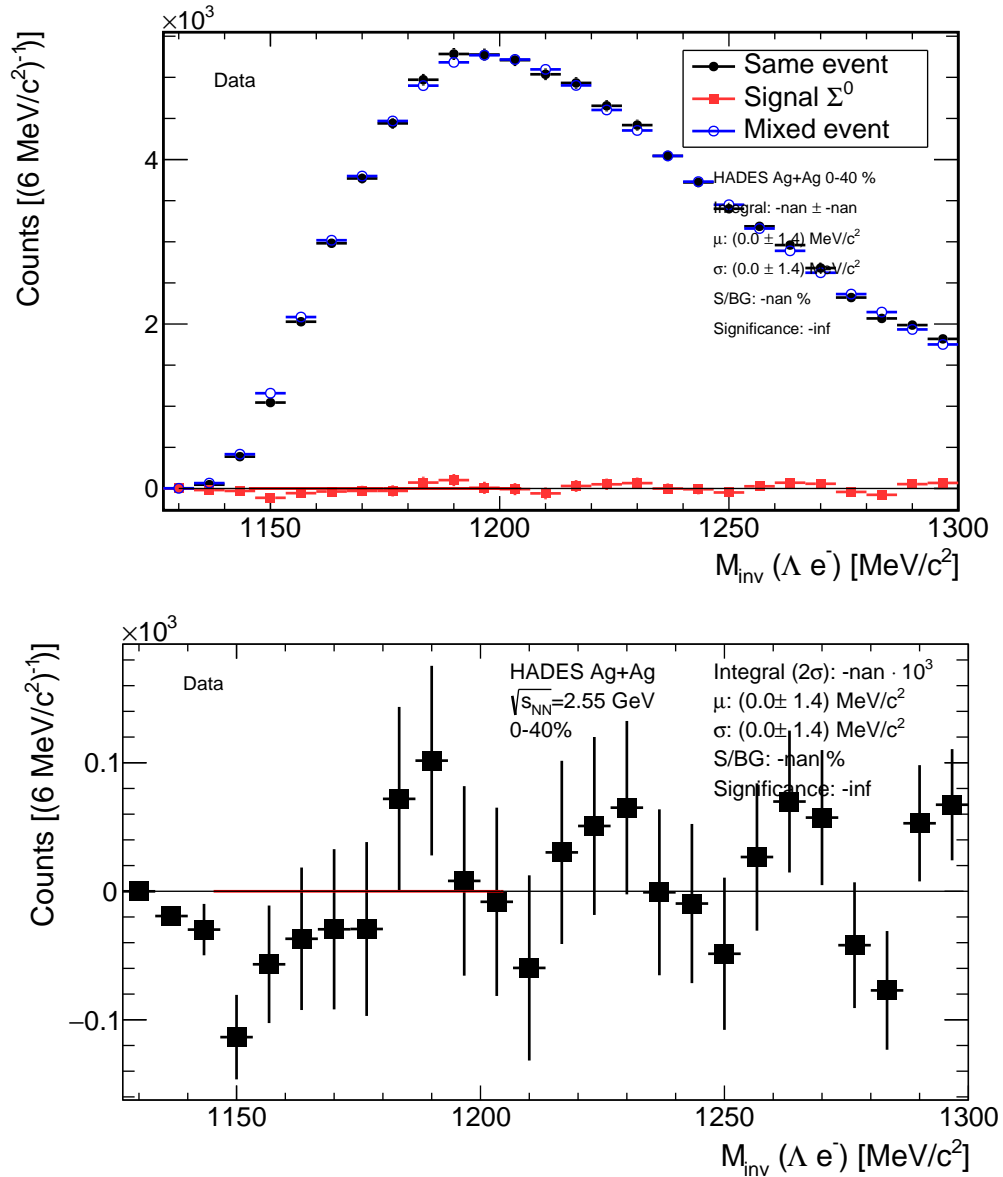 ×10³
Counts [(6 MeV/c²)⁻¹)]
Data
Same event
Signal Σ⁰
Mixed event
HADES Ag+Ag 0-40 %
Integral: -nan ± -nan
μ: (0.0 ± 1.4) MeV/c²
σ: (0.0 ± 1.4) MeV/c²
S/BG: -nan %
Significance: -inf
4
2
0
1150 1200 1250 1300
M_inv (Λ e⁻) [MeV/c²]
×10³
Counts [(6 MeV/c²)⁻¹)]
Data
HADES Ag+Ag
√s_NN=2.55 GeV
0-40%
Integral (2σ): -nan · 10³
μ: (0.0± 1.4) MeV/c²
σ: (0.0± 1.4) MeV/c²
S/BG: -nan %
Significance: -inf
0.1
0
−0.1
1150 1200 1250 1300
M_inv (Λ e⁻) [MeV/c²]